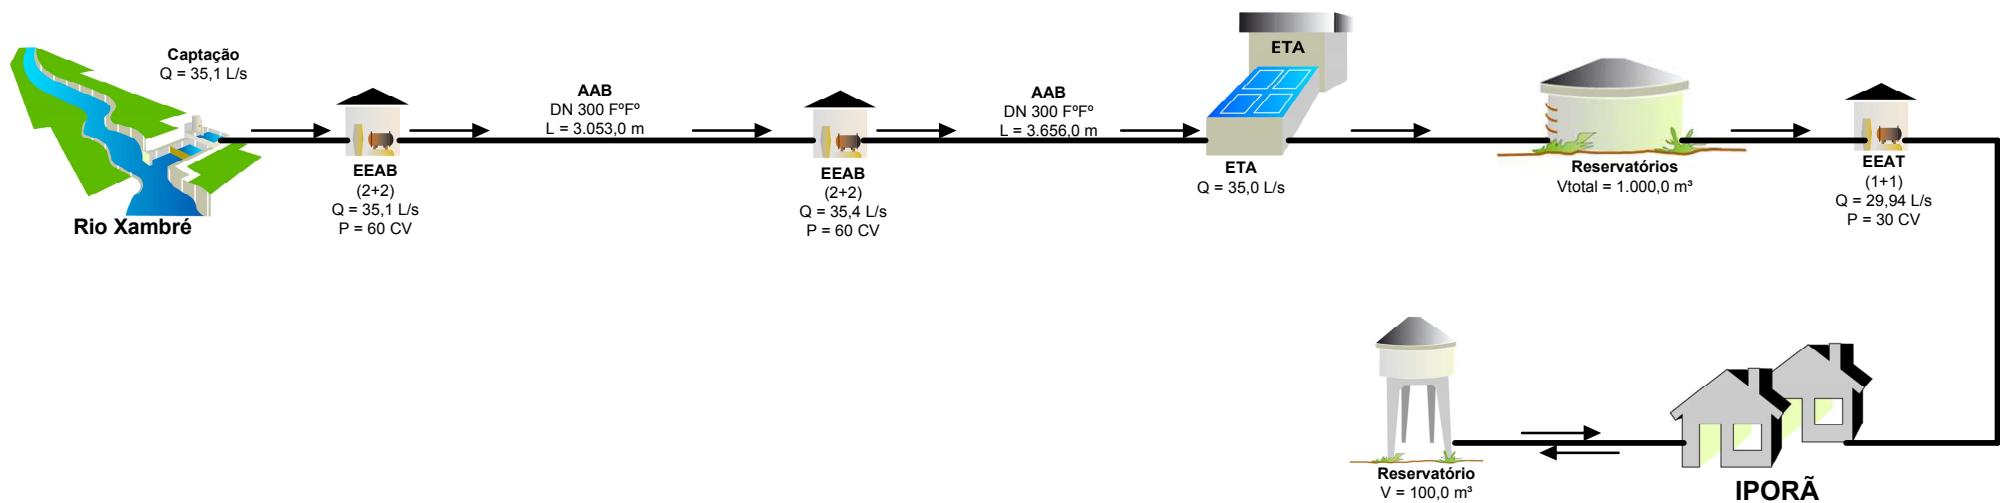 Captação
Q = 35,1 L/s
Rio Xambré
EEAB
(2+2)
Q = 35,1 L/s
P = 60 CV
AAB
DN 300 FºFº
L = 3.053,0 m
EEAB
(2+2)
Q = 35,4 L/s
P = 60 CV
AAB
DN 300 FºFº
L = 3.656,0 m
ETA
ETA
Q = 35,0 L/s
Reservatórios
Vtotal = 1.000,0 m³
EEAT
(1+1)
Q = 29,94 L/s
P = 30 CV
Reservatório
V = 100,0 m³
IPORÃ